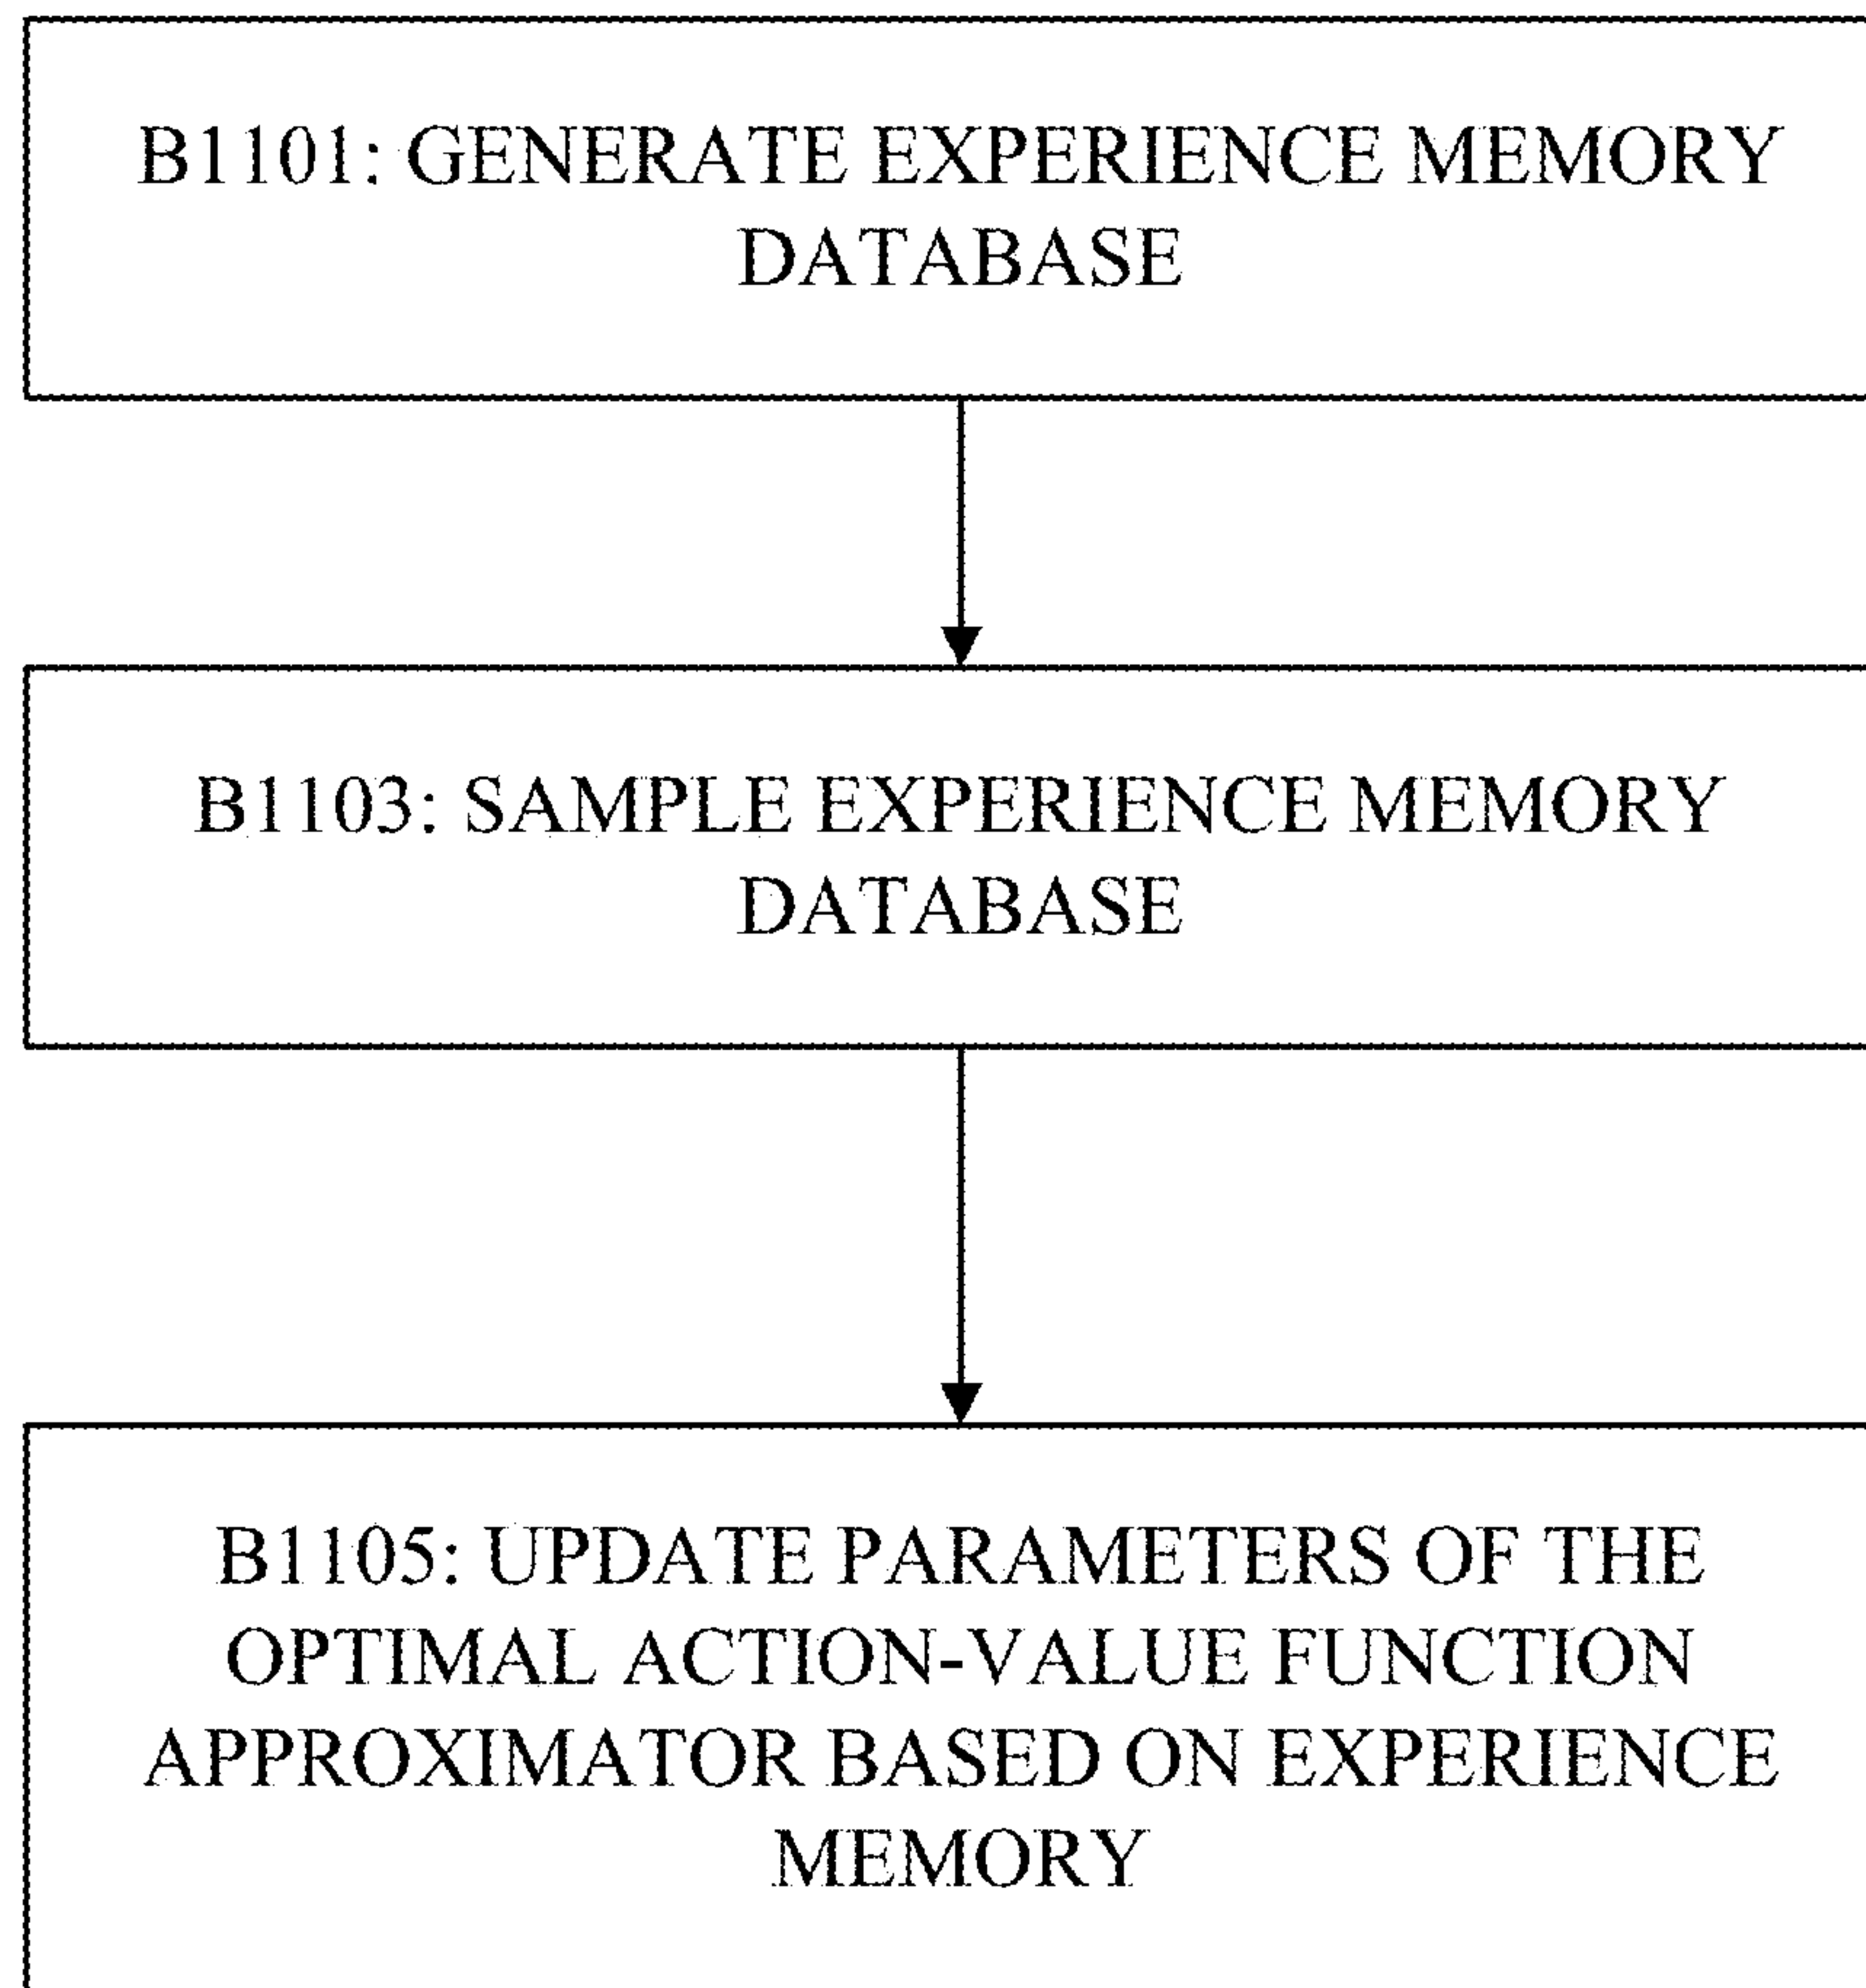 B1101: GENERATE EXPERIENCE MEMORY
DATABASE
B1103: SAMPLE EXPERIENCE MEMORY
DATABASE
B1105: UPDATE PARAMETERS OF THE
OPTIMAL ACTION-VALUE FUNCTION
APPROXIMATOR BASED ON EXPERIENCE
MEMORY